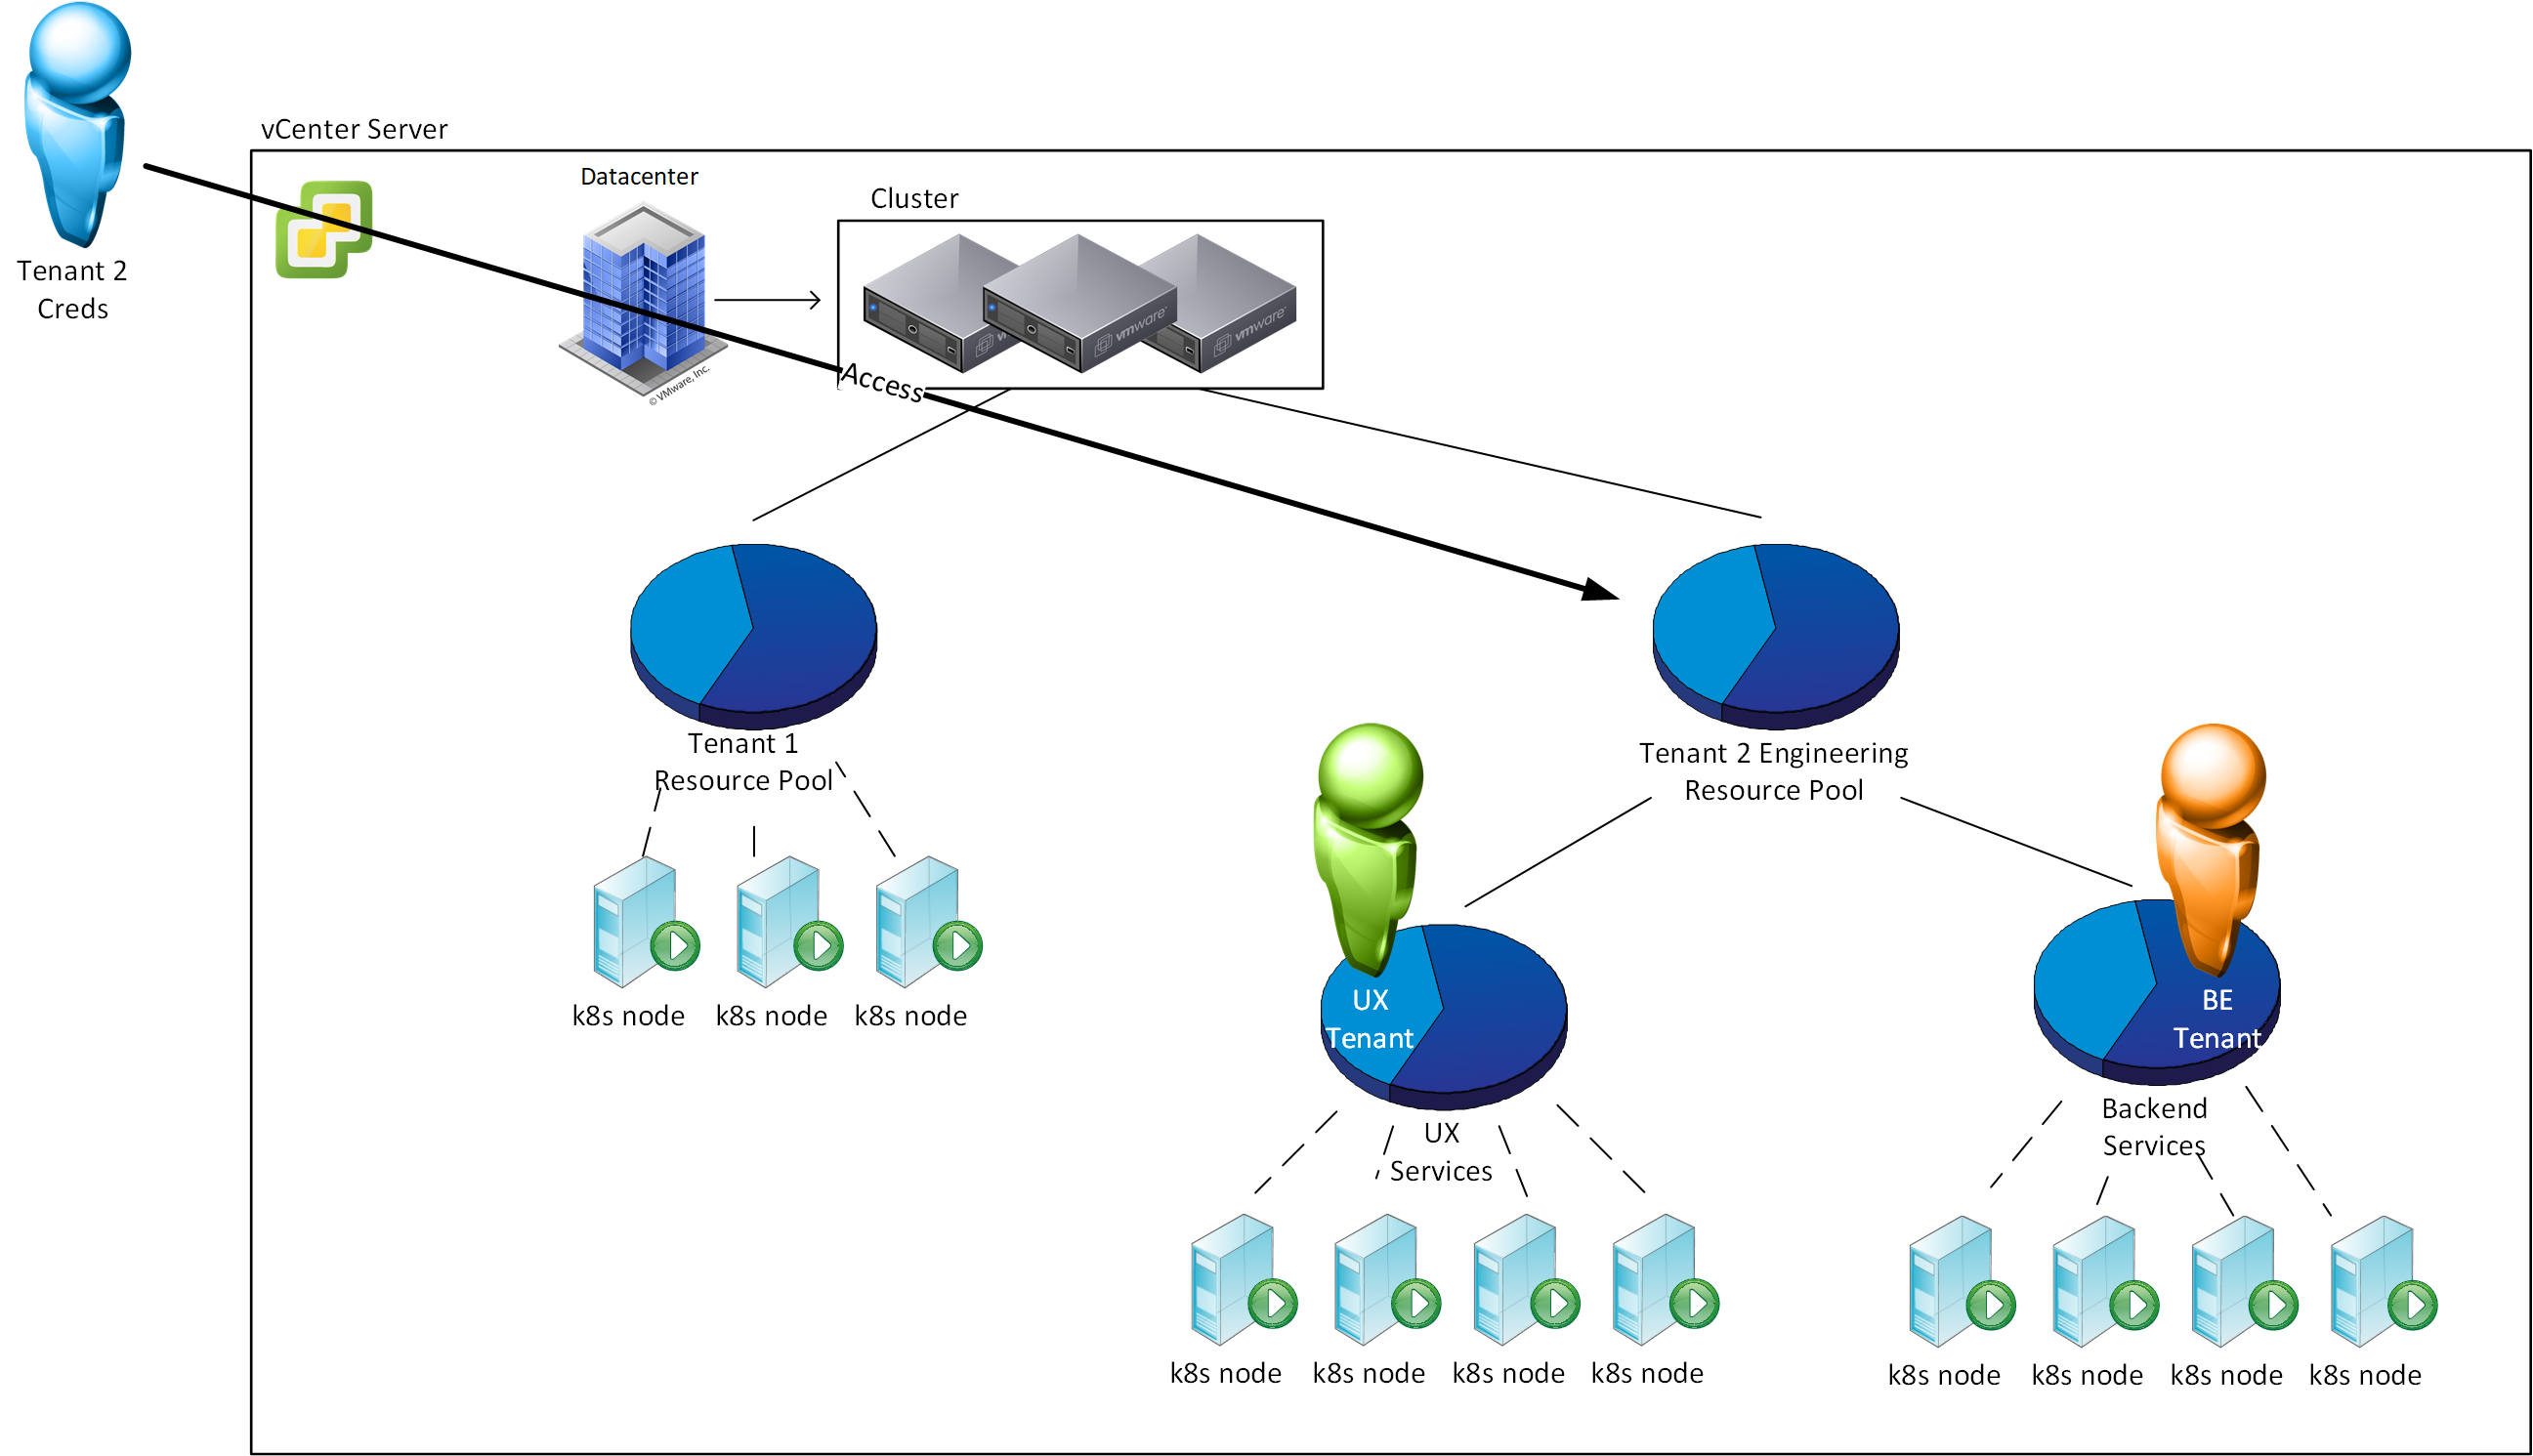 vCenter Server
Datacenter
Cluster
Tenant 2
Creds
vmware
vmware
vmware
© VMware, Inc.
Access
Tenant 1
Resource Pool
Tenant 2 Engineering
Resource Pool
k8s node
k8s node
k8s node
UX
Tenant
BE
Tenant
UX
Services
Backend
Services
k8s node
k8s node
k8s node
k8s node
k8s node
k8s node
k8s node
k8s node